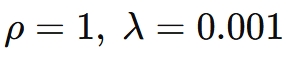 ρ = 1, λ = 0.001